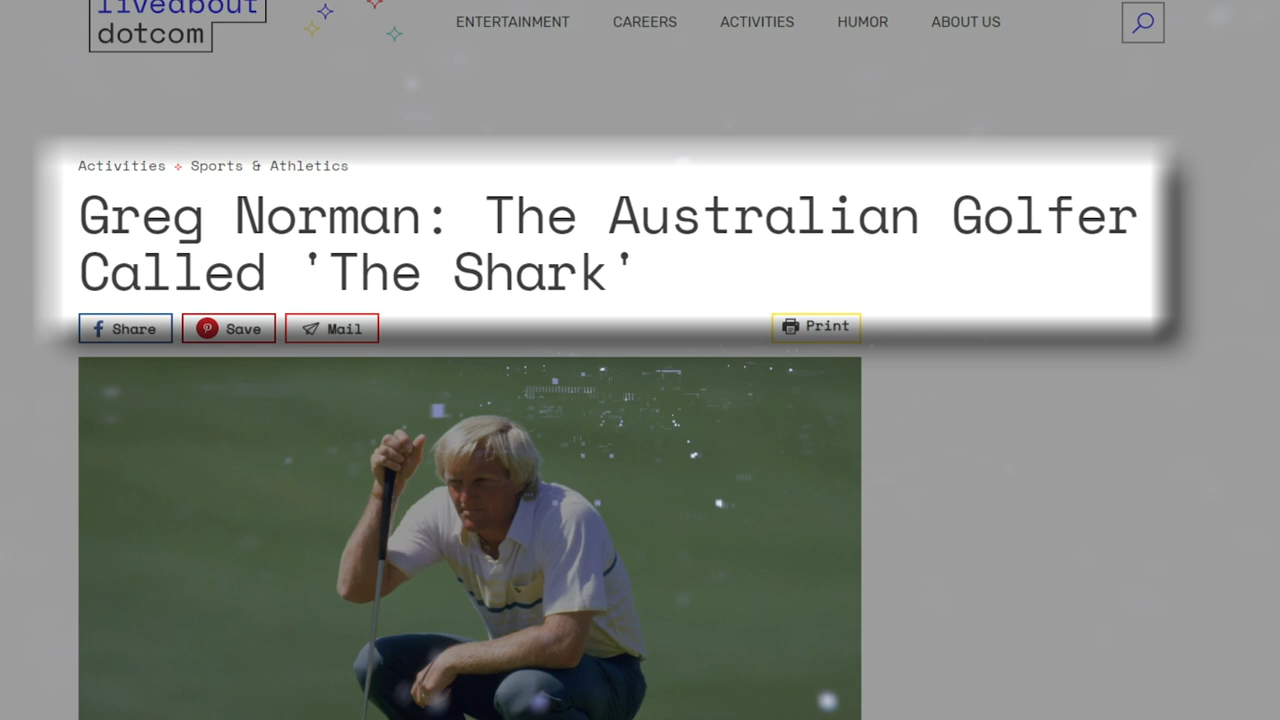 liveabout
dotcom
ENTERTAINMENT CAREERS ACTIVITIES HUMOR ABOUT US
Activities Sports & Athletics
Greg Norman: The Australian Golfer
Called 'The Shark'
Share Save Mail Print